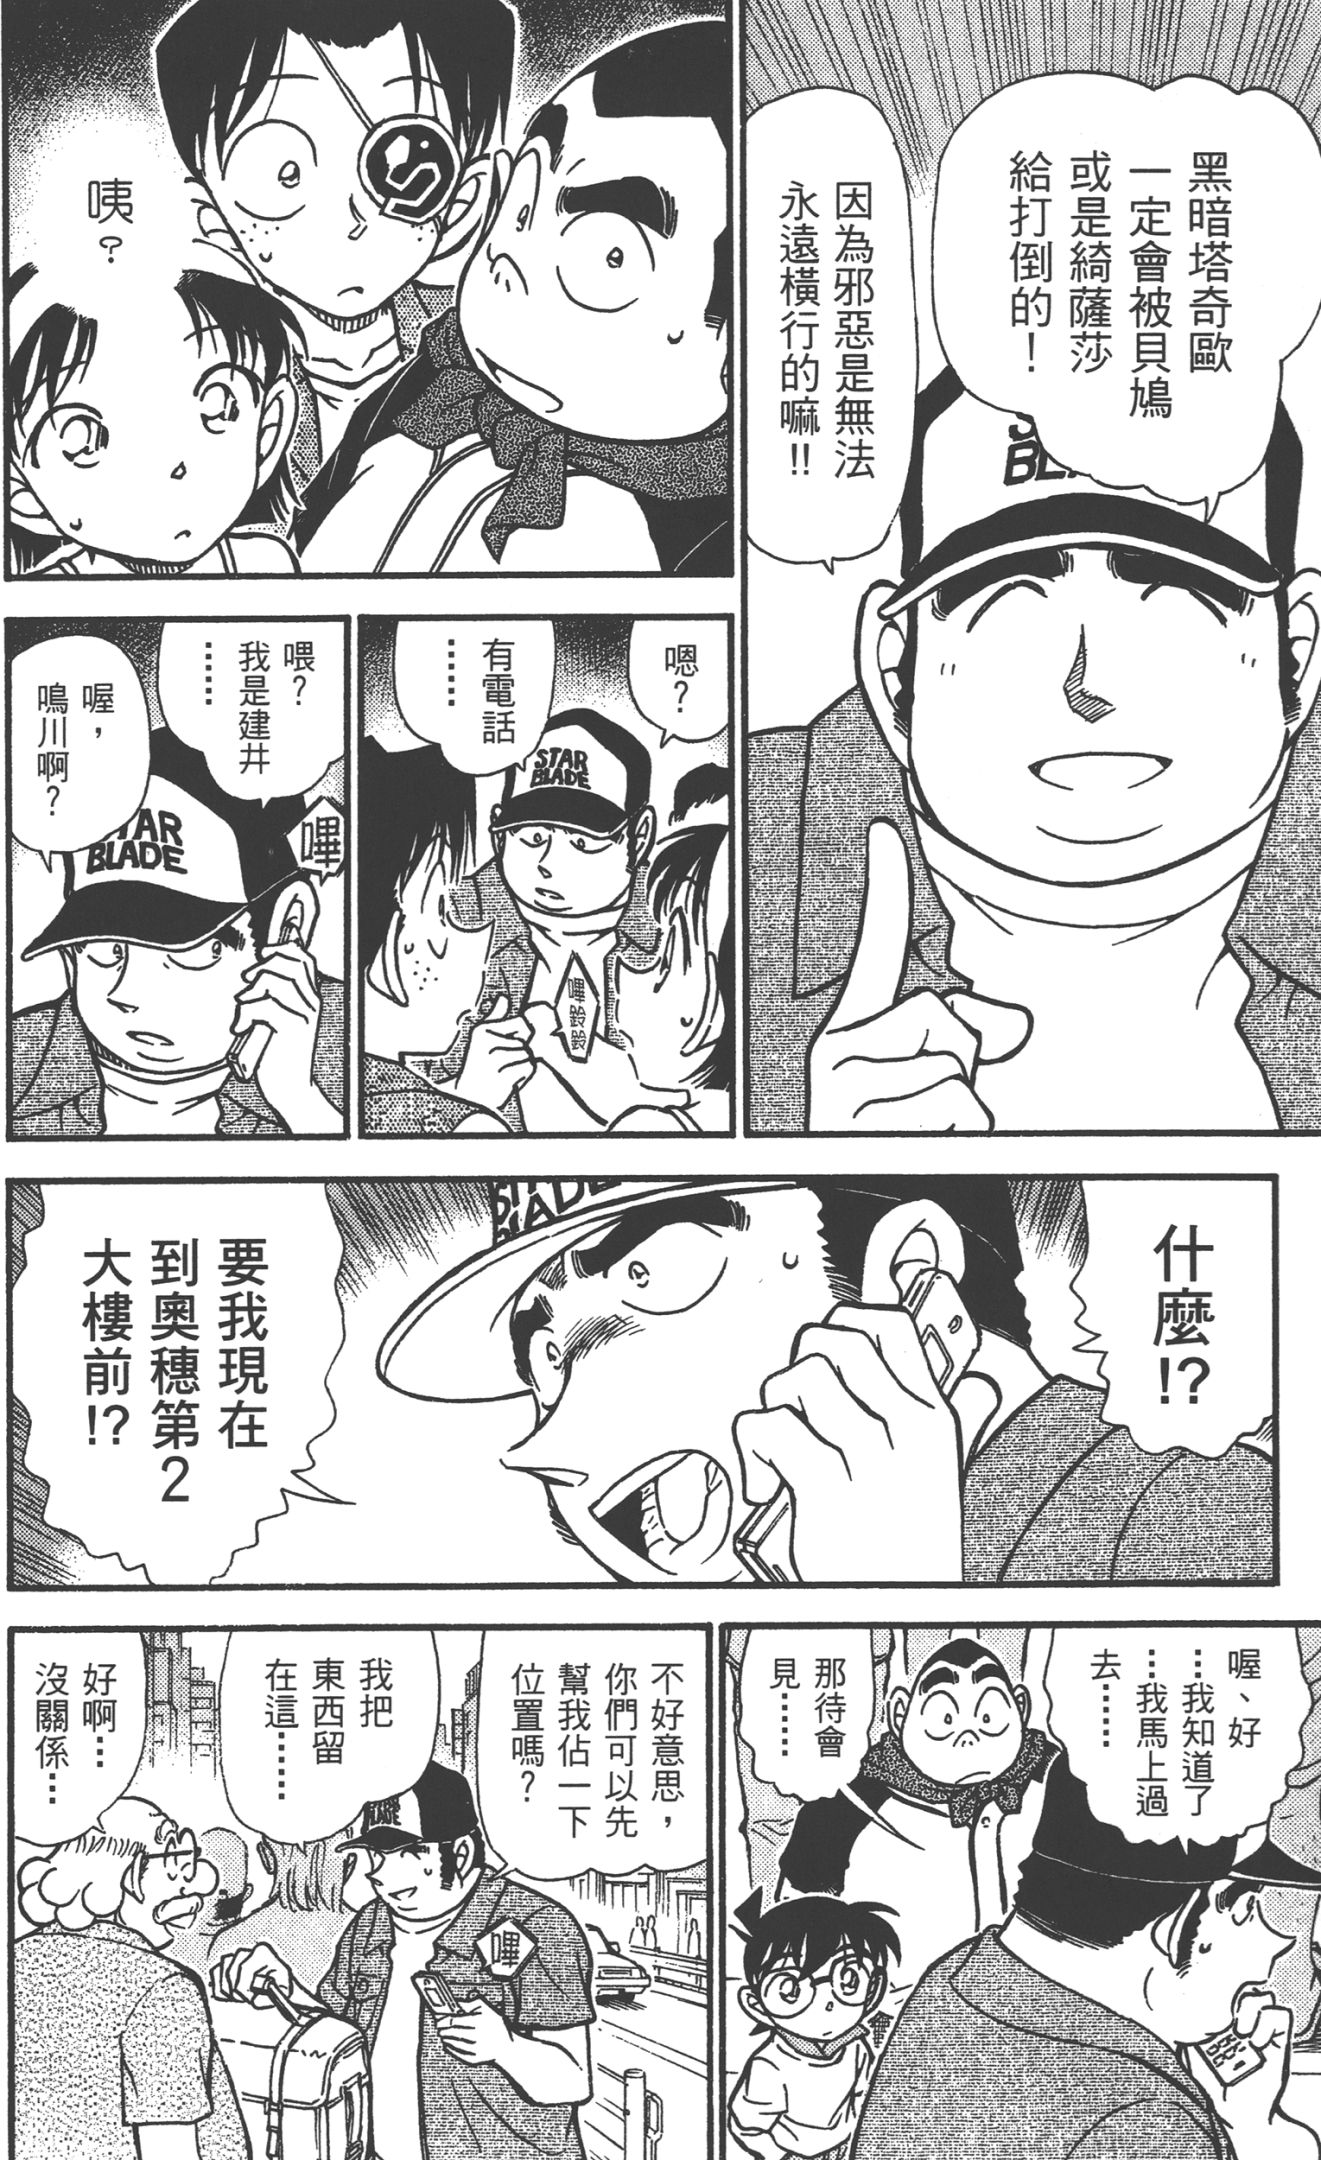 黑暗塔奇歐
一定會被貝鳩
或是綺薩莎
給打倒的！
因為邪惡是無法
永遠橫行的嘛!!
BL
咦？
嗯？
有電話
……
STAR
BLADE
嗶鈴鈴
喂？
我是建井
……
嗶
喔，
鳴川啊？
STAR
BLADE
什麼!?
要我現在
到奧穗第2
大樓前!?
喔、好
…我知道了
…我馬上過
去……
那待會
見……
不好意思，
你們可以先
幫我佔一下
位置嗎？
我把
東西留
在這……
嗶
好啊…
沒關係…